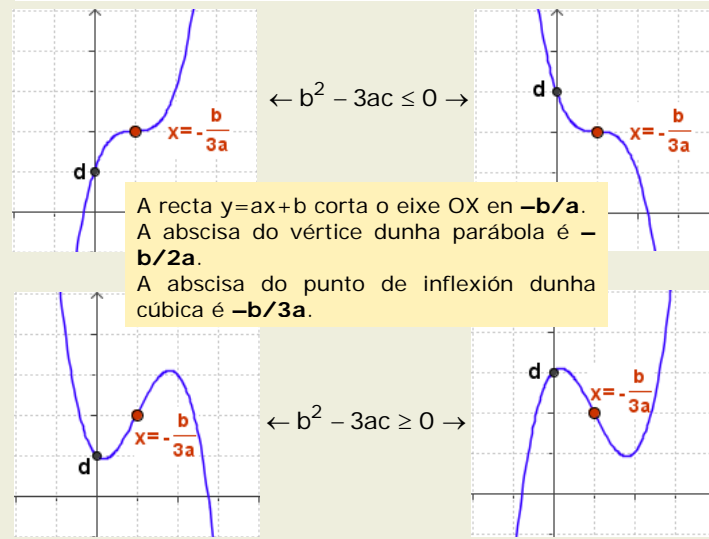 d
x= - b/3a
← b² – 3ac ≤ 0 →
d
x= - b/3a
A recta y=ax+b corta o eixe OX en –b/a.
A abscisa do vértice dunha parábola é –
b/2a.
A abscisa do punto de inflexión dunha
cúbica é –b/3a.
d
x= - b/3a
← b² – 3ac ≥ 0 →
d
x= - b/3a